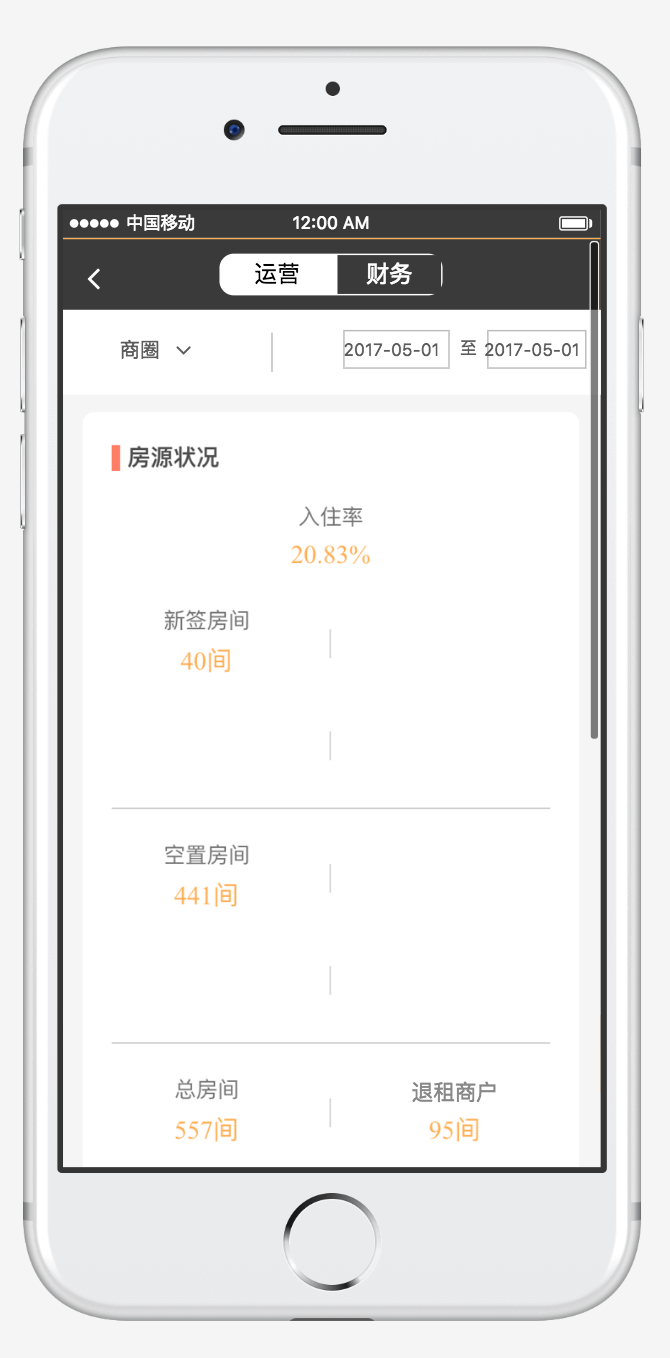 中国移动 12:00 AM
运营 财务
商圈 2017-05-01 至 2017-05-01
房源状况
入住率
20.83%
新签房间
40间
空置房间
441间
总房间 退租商户
557间 95间